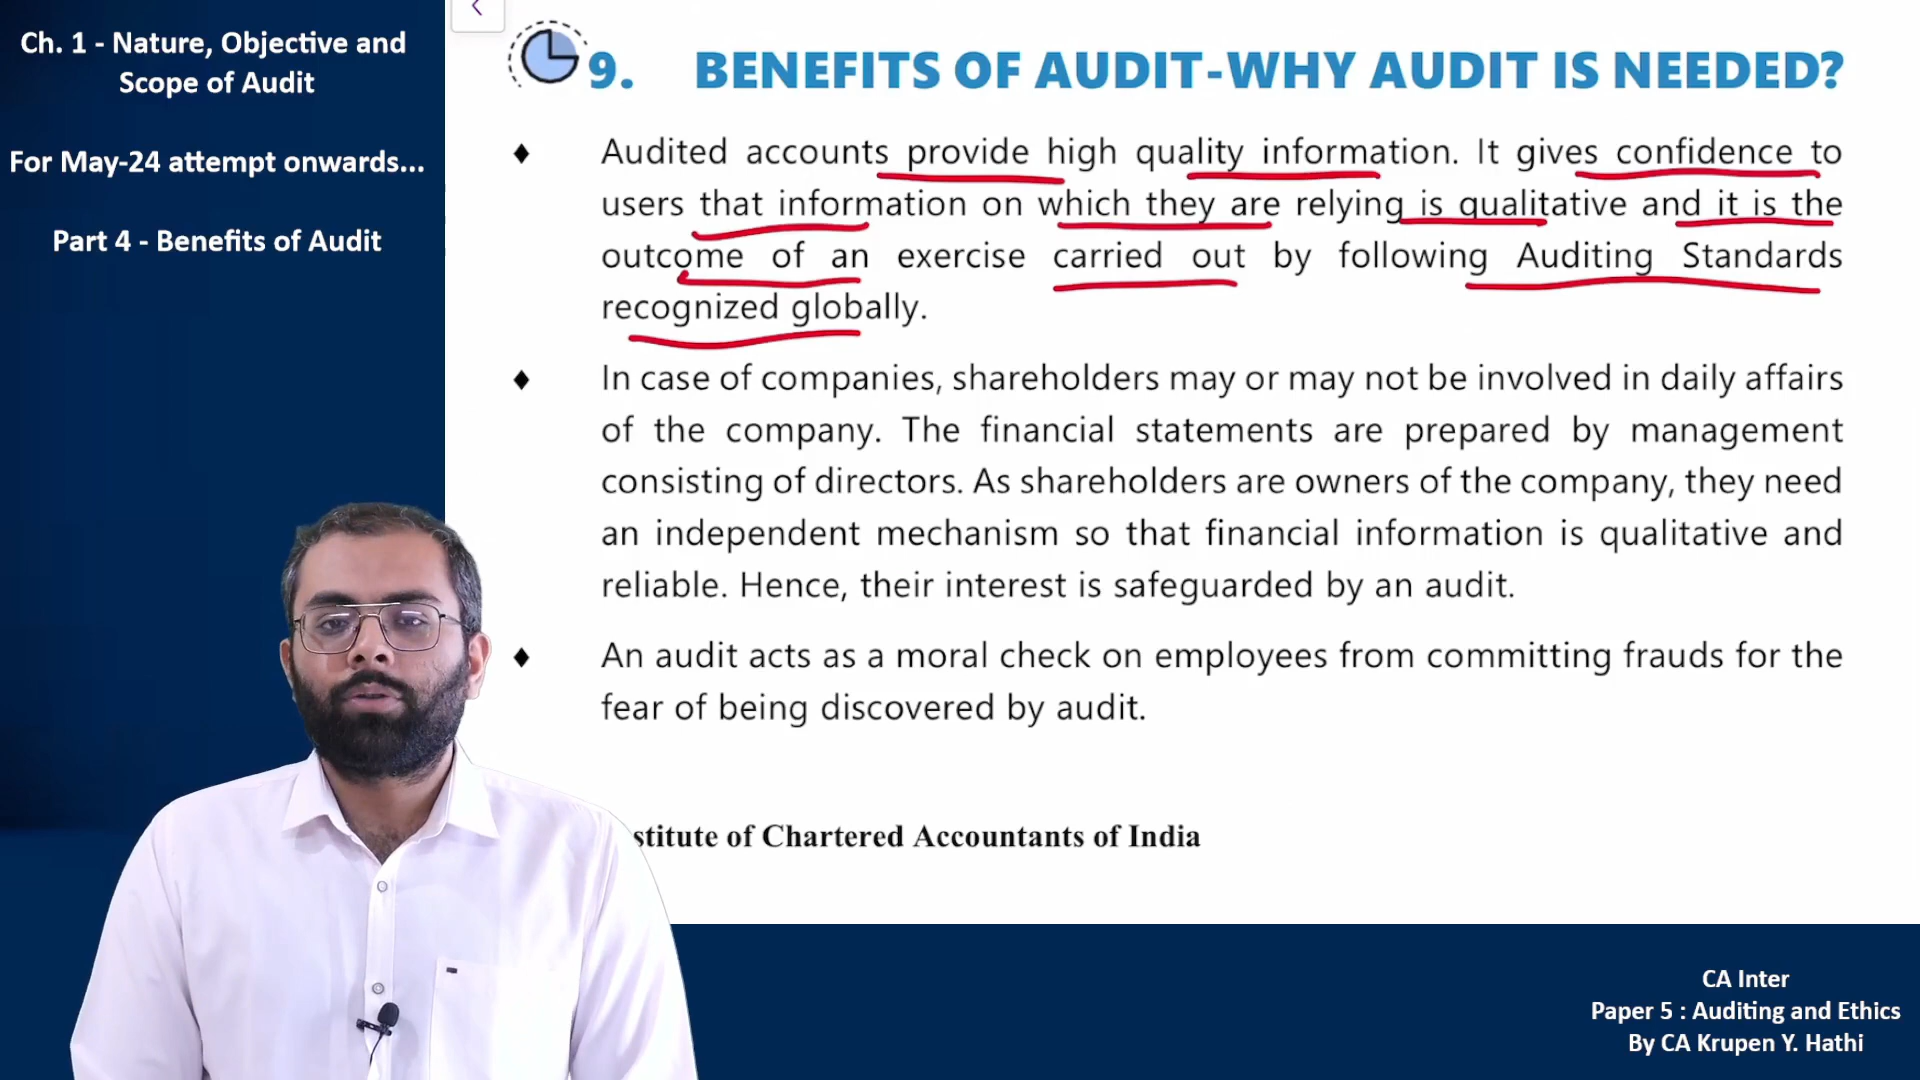 Ch. 1 - Nature, Objective and
Scope of Audit
For May-24 attempt onwards...
Part 4 - Benefits of Audit
9. BENEFITS OF AUDIT-WHY AUDIT IS NEEDED?
♦ Audited accounts provide high quality information. It gives confidence to
users that information on which they are relying is qualitative and it is the
outcome of an exercise carried out by following Auditing Standards
recognized globally.
♦ In case of companies, shareholders may or may not be involved in daily affairs
of the company. The financial statements are prepared by management
consisting of directors. As shareholders are owners of the company, they need
an independent mechanism so that financial information is qualitative and
reliable. Hence, their interest is safeguarded by an audit.
♦ An audit acts as a moral check on employees from committing frauds for the
fear of being discovered by audit.
stitute of Chartered Accountants of India
CA Inter
Paper 5 : Auditing and Ethics
By CA Krupen Y. Hathi